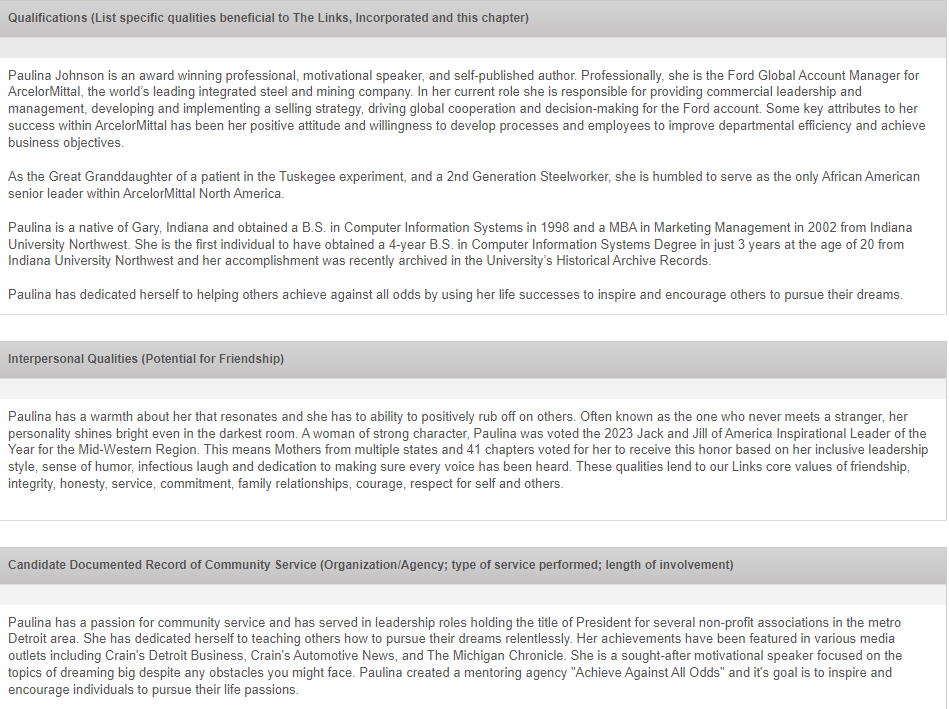 Qualifications (List specific qualities beneficial to The Links, Incorporated and this chapter)
Paulina Johnson is an award winning professional, motivational speaker, and self-published author. Professionally, she is the Ford Global Account Manager for
ArcelorMittal, the world's leading integrated steel and mining company. In her current role she is responsible for providing commercial leadership and
management, developing and implementing a selling strategy, driving global cooperation and decision-making for the Ford account. Some key attributes to her
success within ArcelorMittal has been her positive attitude and willingness to develop processes and employees to improve departmental efficiency and achieve
business objectives.
As the Great Granddaughter of a patient in the Tuskegee experiment, and a 2nd Generation Steelworker, she is humbled to serve as the only African American
senior leader within ArcelorMittal North America.
Paulina is a native of Gary, Indiana and obtained a B.S. in Computer Information Systems in 1998 and a MBA in Marketing Management in 2002 from Indiana
University Northwest. She is the first individual to have obtained a 4-year B.S. in Computer Information Systems Degree in just 3 years at the age of 20 from
Indiana University Northwest and her accomplishment was recently archived in the University's Historical Archive Records.
Paulina has dedicated herself to helping others achieve against all odds by using her life successes to inspire and encourage others to pursue their dreams.
Interpersonal Qualities (Potential for Friendship)
Paulina has a warmth about her that resonates and she has to ability to positively rub off on others. Often known as the one who never meets a stranger, her
personality shines bright even in the darkest room. A woman of strong character, Paulina was voted the 2023 Jack and Jill of America Inspirational Leader of the
Year for the Mid-Western Region. This means Mothers from multiple states and 41 chapters voted for her to receive this honor based on her inclusive leadership
style, sense of humor, infectious laugh and dedication to making sure every voice has been heard. These qualities lend to our Links core values of friendship,
integrity, honesty, service, commitment, family relationships, courage, respect for self and others.
Candidate Documented Record of Community Service (Organization/Agency; type of service performed; length of involvement)
Paulina has a passion for community service and has served in leadership roles holding the title of President for several non-profit associations in the metro
Detroit area. She has dedicated herself to teaching others how to pursue their dreams relentlessly. Her achievements have been featured in various media
outlets including Crain's Detroit Business, Crain's Automotive News, and The Michigan Chronicle. She is a sought-after motivational speaker focused on the
topics of dreaming big despite any obstacles you might face. Paulina created a mentoring agency "Achieve Against All Odds" and it's goal is to inspire and
encourage individuals to pursue their life passions.